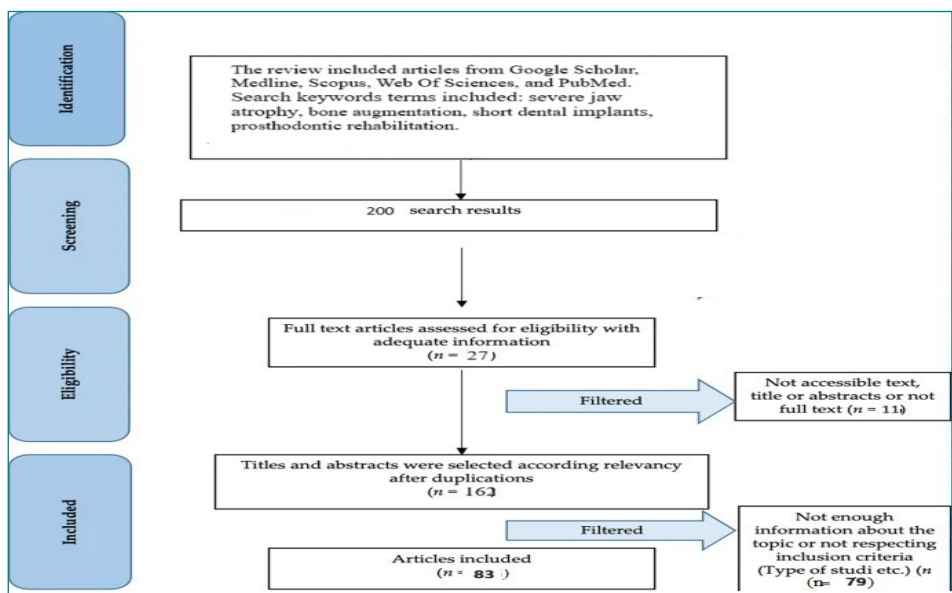 Identification
The review included articles from Google Scholar,
Medline, Scopus, Web Of Sciences, and PubMed.
Search keywords terms included: severe jaw
atrophy, bone augmentation, short dental implants,
prosthodontic rehabilitation.
Screening
200 search results
Eligibility
Full text articles assessed for eligibility with
adequate information
(n = 27)
Filtered
Not accessible text,
title or abstracts or not
full text (n = 11)
Included
Titles and abstracts were selected according relevancy
after duplications
(n = 162
Filtered
Not enough
information about the
topic or not respecting
inclusion criteria
(Type of studi etc.) (n
(n= 79)
Articles included
(n = 83 )